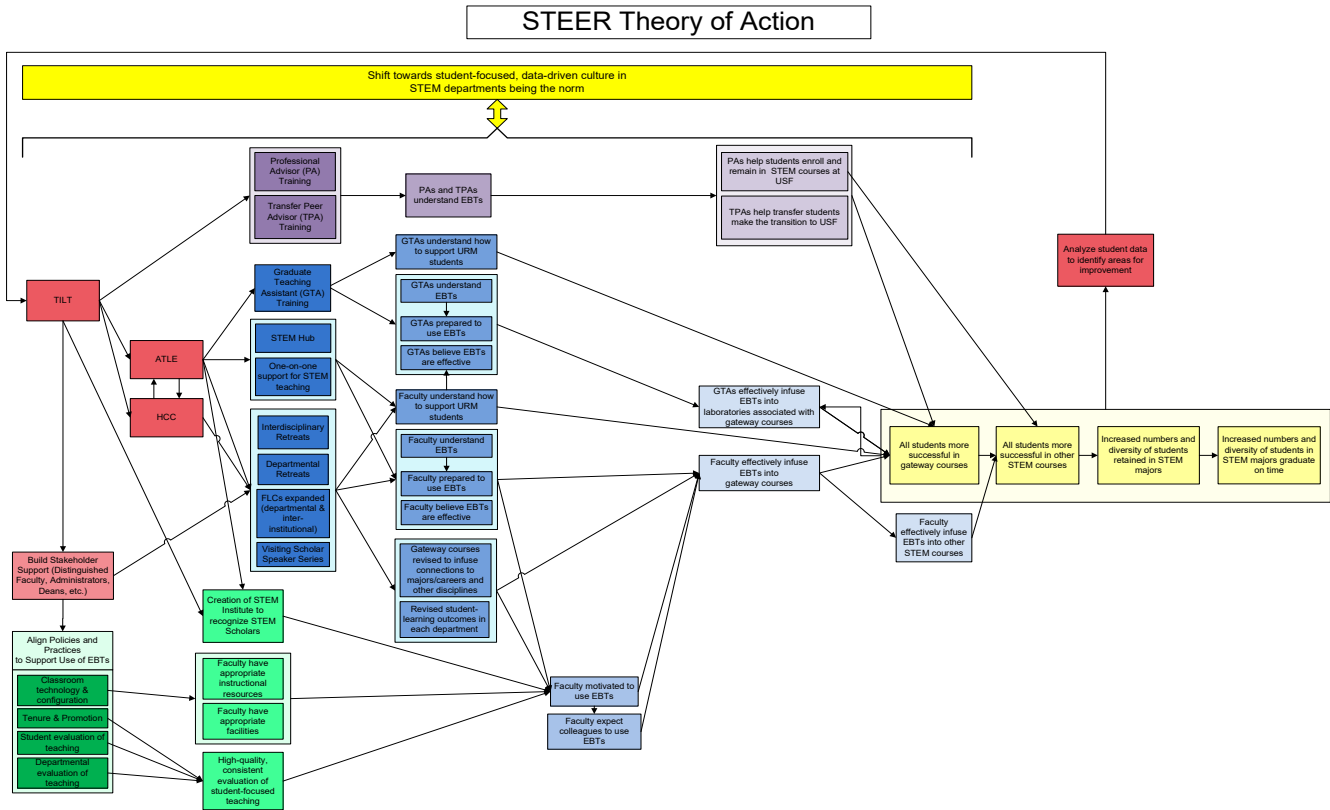 STEER Theory of Action
Shift towards student-focused, data-driven culture in
STEM departments being the norm
Professional
Advisor (PA)
Training
Transfer Peer
Advisor (TPA)
Training
PAs and TPAs
understand EBTs
PAs help students enroll and
remain in STEM courses at
USF
TPAs help transfer students
make the transition to USF
Analyze student data
to identify areas for
improvement
TILT
ATLE
HCC
Graduate
Teaching
Assistant (GTA)
Training
GTAs understand how
to support URM
students
GTAs understand
EBTs
GTAs prepared to
use EBTs
GTAs believe EBTs
are effective
STEM Hub
One-on-one
support for STEM
teaching
Faculty understand how
to support URM
students
Interdisciplinary
Retreats
Departmental
Retreats
FLCs expanded
(departmental &
inter-
institutional)
Visiting Scholar
Speaker Series
Faculty understand
EBTs
Faculty prepared to
use EBTs
Faculty believe EBTs
are effective
Gateway courses
revised to infuse
connections to
majors/careers and
other disciplines
Revised student-
learning outcomes in
each department
GTAs effectively infuse
EBTs into
laboratories associated with
gateway courses
Faculty effectively infuse
EBTs into
gateway courses
Faculty
effectively infuse
EBTs into other
STEM courses
All students more
successful in
gateway courses
All students more
successful in other
STEM courses
Increased numbers and
diversity of students
retained in STEM
majors
Increased numbers and
diversity of students in
STEM majors graduate
on time
Build Stakeholder
Support (Distinguished
Faculty, Administrators,
Deans, etc.)
Align Policies and
Practices
to Support Use of EBTs
Classroom
technology &
configuration
Tenure & Promotion
Student evaluation of
teaching
Departmental
evaluation of
teaching
Creation of STEM
Institute to
recognize STEM
Scholars
Faculty have
appropriate
instructional
resources
Faculty have
appropriate
facilities
High-quality,
consistent
evaluation of
student-focused
teaching
Faculty motivated to
use EBTs
Faculty expect
colleagues to use
EBTs